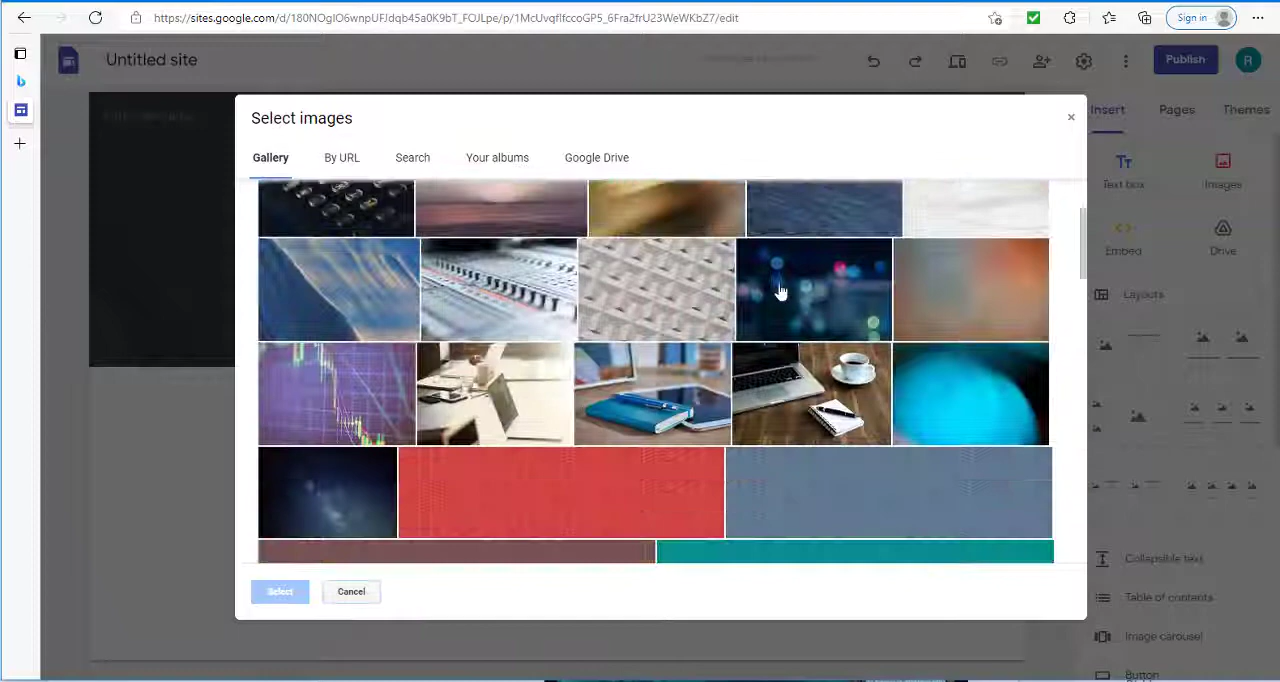 https://sites.google.com/d/180NOglO6wnpUFJdqb45a0K9bT_FOJLpe/p/1McUvqflfccoGP5_6Fra2frU23WeWKbZ7/edit
Sign in
Untitled site
Publish
R
Select images
Insert
Pages
Themes
Gallery
By URL
Search
Your albums
Google Drive
Tт
Text box
Images
Embed
Drive
Layouts
Collapsible text
Select
Cancel
Table of contents
Image carousel
Button